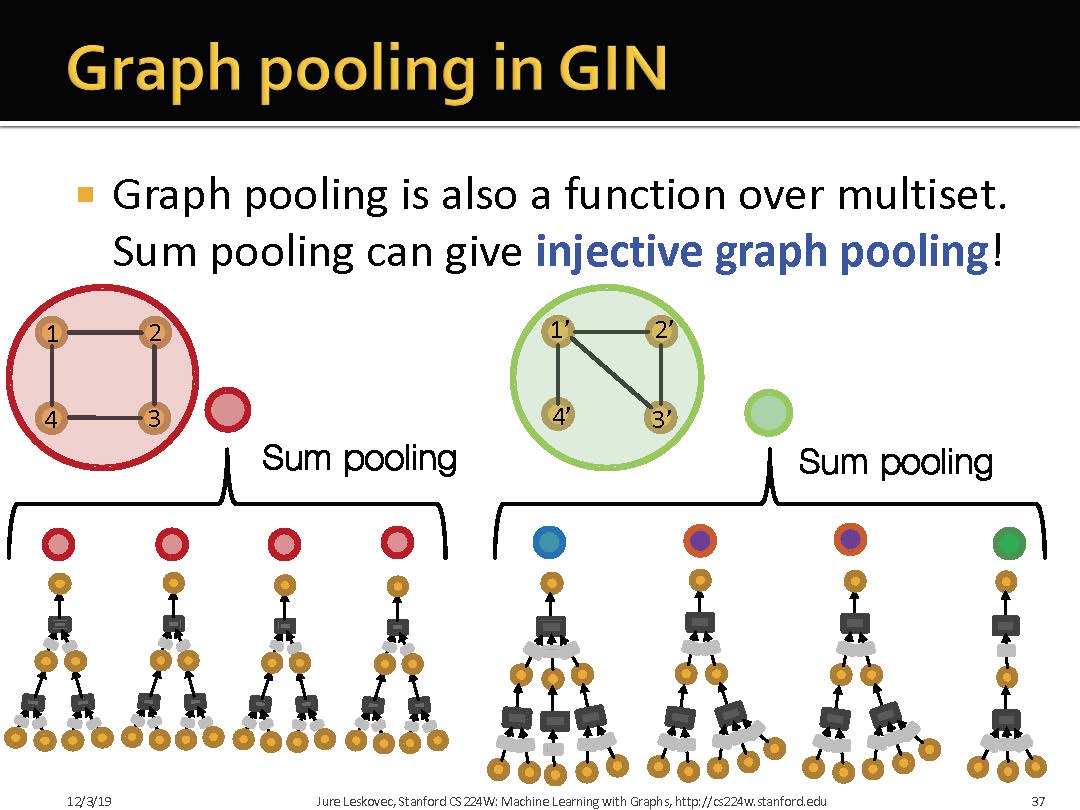 Graph pooling in GIN
Graph pooling is also a function over multiset.
Sum pooling can give injective graph pooling!
1 2
4 3
1’ 2’
4’ 3’
Sum pooling
Sum pooling
12/3/19
Jure Leskovec, Stanford CS224W: Machine Learning with Graphs, http://cs224w.stanford.edu
37